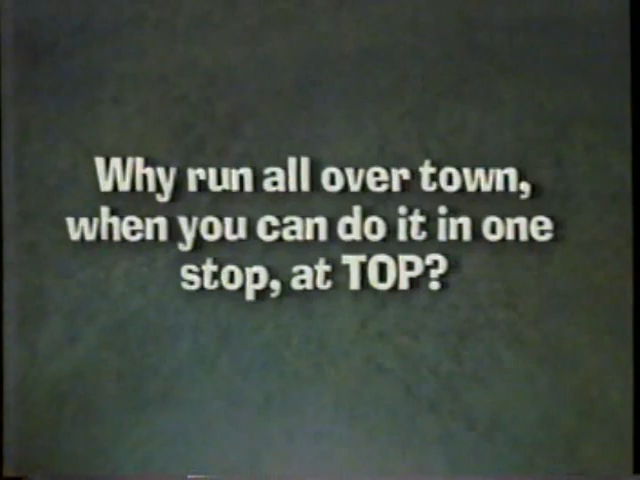 Why run all over town,
when you can do it in one
stop, at TOP?